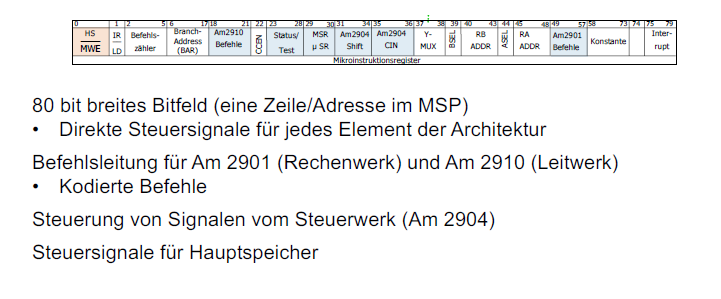 0 1 2 5 6 17 18 21 22 23 28 29 30 31 34 35 36 37 38 39 40 43 44 45 48 49 57 58 73 74 75 79
HS MWE IR LD Befehls-zähler Branch-Address (BAR) Am2910 Befehle CCEN Status/Test MSR µ SR Am2904 Shift Am2904 CIN Y-MUX BSEL RB ADDR ASEL RA ADDR Am2901 Befehle Konstante Inter-rupt
Mikroinstruktionsregister
80 bit breites Bitfeld (eine Zeile/Adresse im MSP)
• Direkte Steuersignale für jedes Element der Architektur
Befehlsleitung für Am 2901 (Rechenwerk) und Am 2910 (Leitwerk)
• Kodierte Befehle
Steuerung von Signalen vom Steuerwerk (Am 2904)
Steuersignale für Hauptspeicher